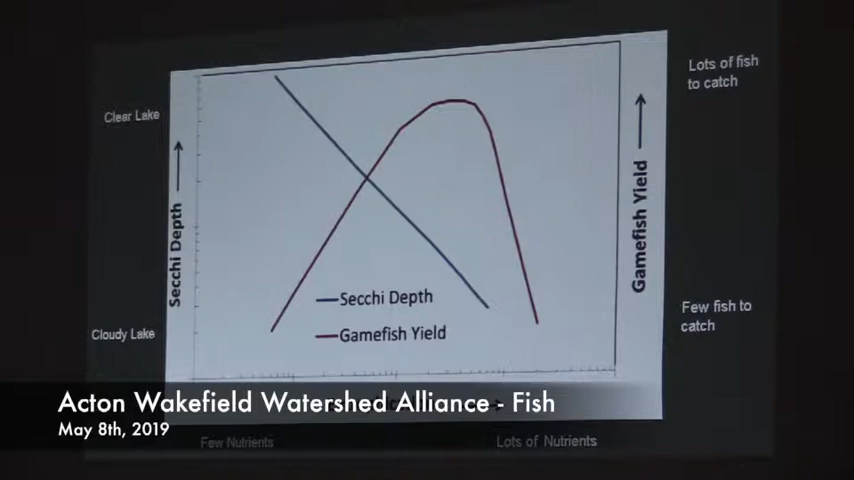 Lots of fish
to catch
Clear Lake
Secchi Depth
Gamefish Yield
Secchi Depth
Gamefish Yield
Few fish to
catch
Cloudy Lake
Acton Wakefield Watershed Alliance - Fish
May 8th, 2019
Few Nutrients
Lots of Nutrients